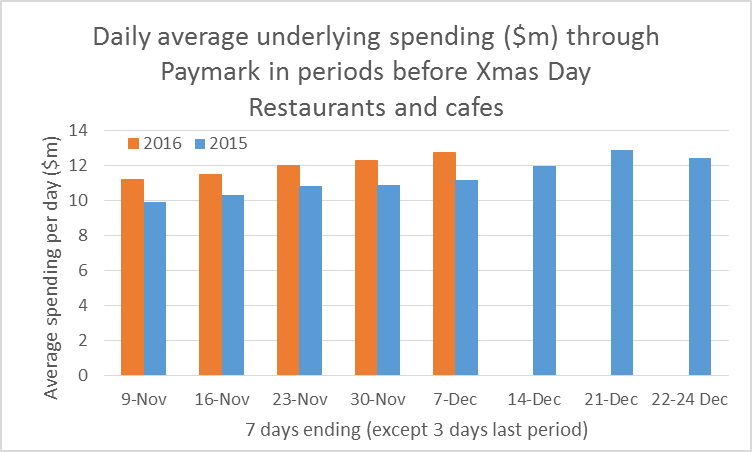 Daily average underlying spending ($m) through
Paymark in periods before Xmas Day
Restaurants and cafes
Average spending per day ($m)
14
12
10
8
6
4
2
0
2016 2015
9-Nov 16-Nov 23-Nov 30-Nov 7-Dec 14-Dec 21-Dec 22-24 Dec
7 days ending (except 3 days last period)